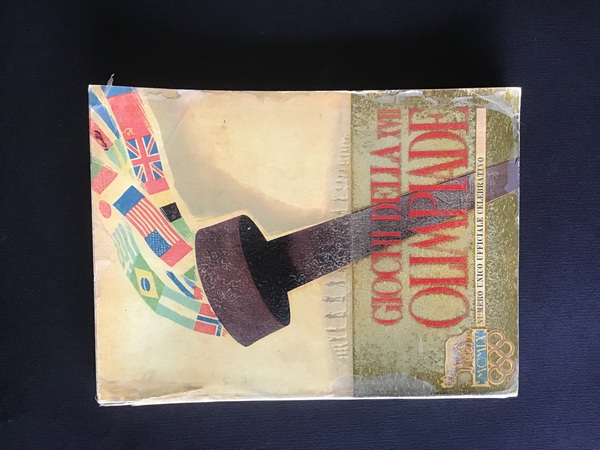 GIOCHI DELLA XVII
OLIMPIADE
NUMERO UNICO UFFICIALE CELEBRATIVO
MCMLX